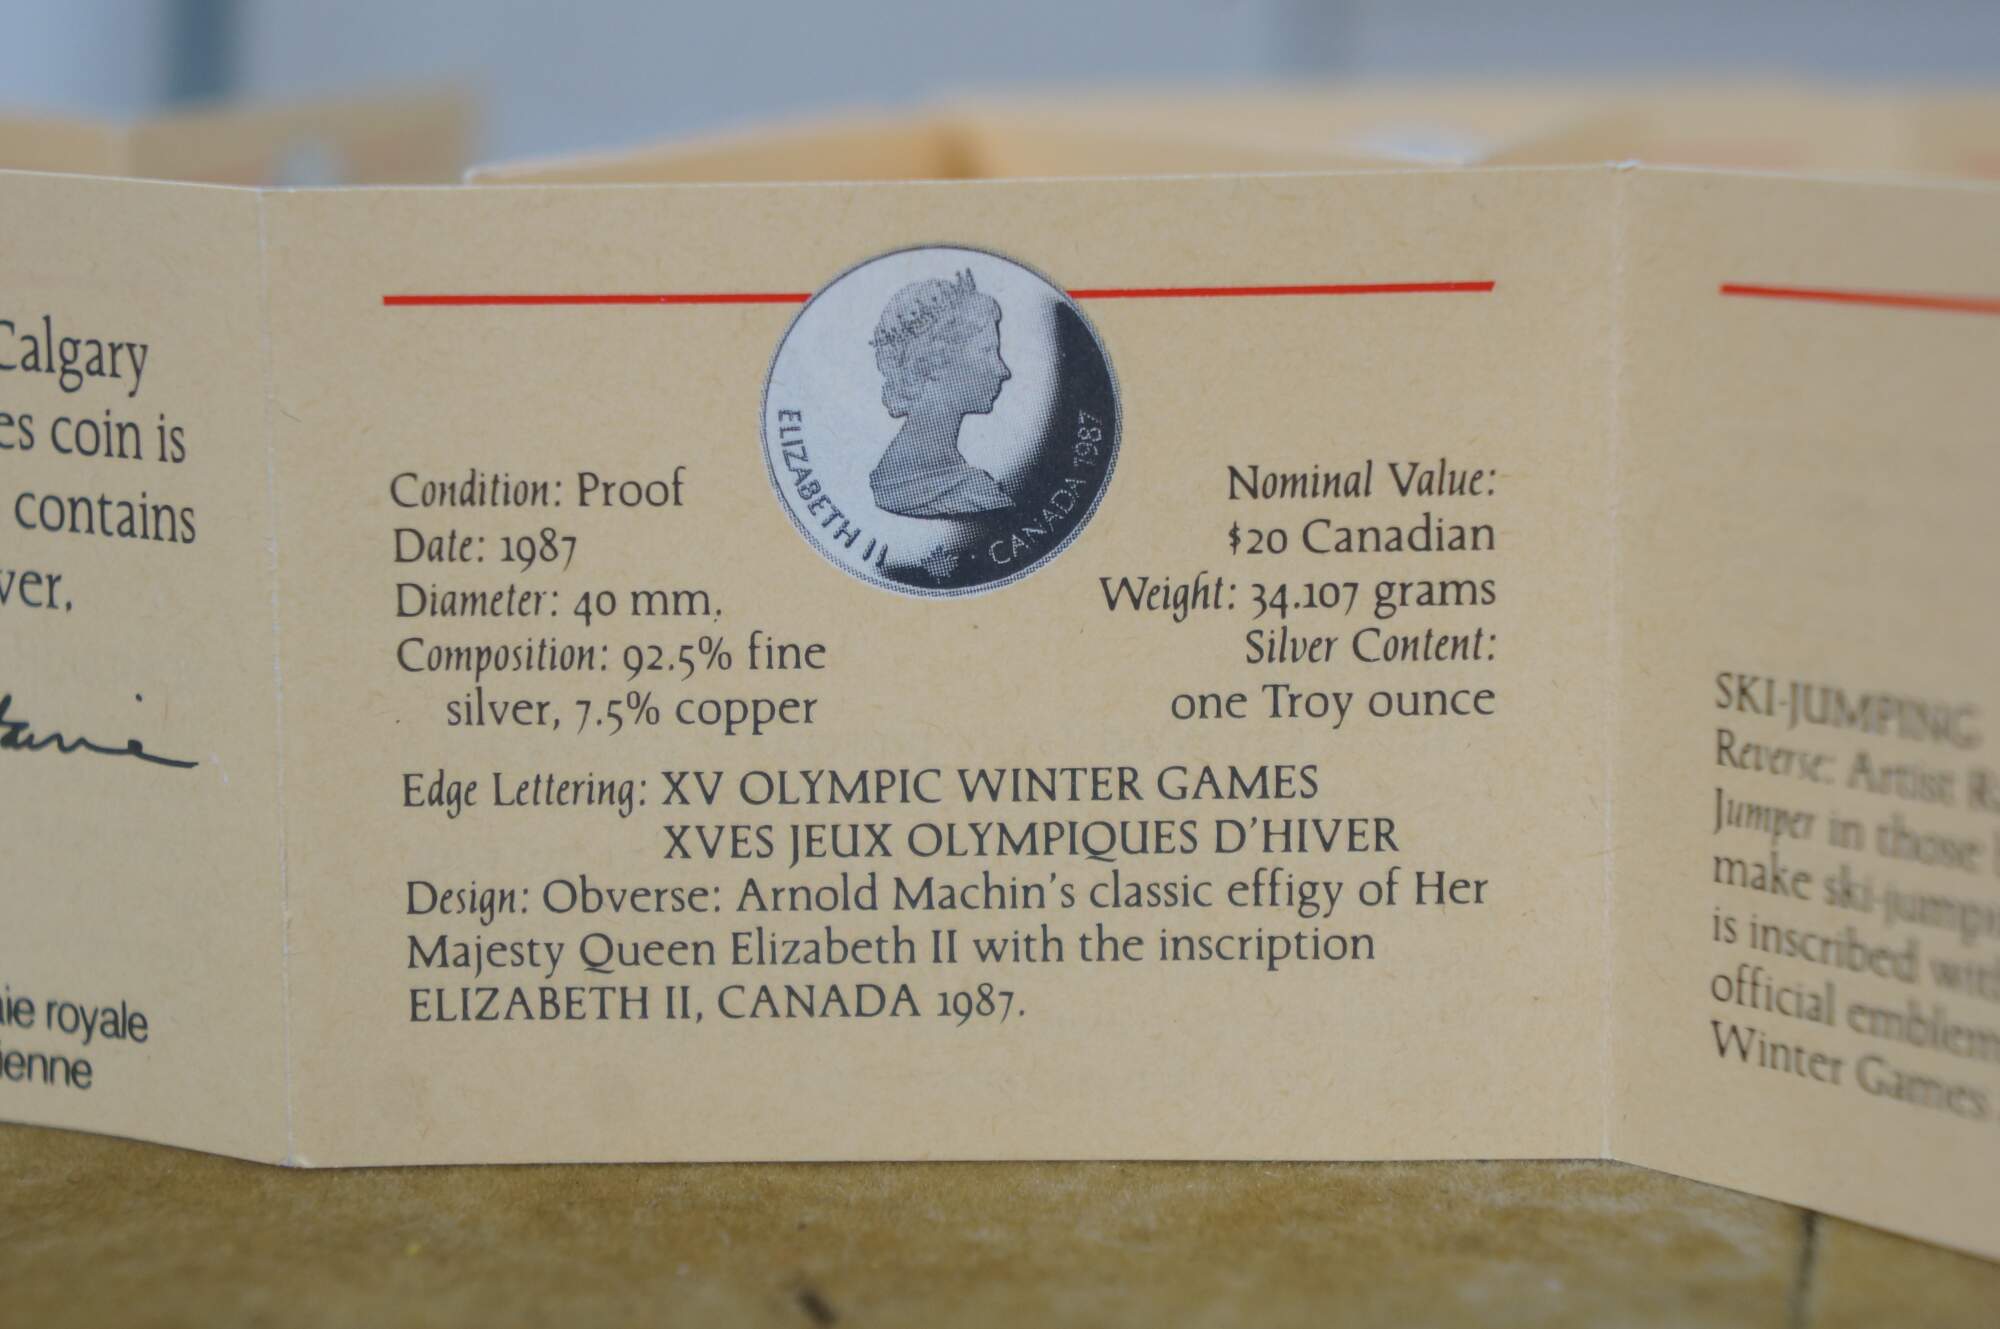 Calgary
es coin is
contains
ver.
ie royale
ienne
ELIZABETH II
CANADA 1987
Condition: Proof
Date: 1987
Diameter: 40 mm.
Composition: 92.5% fine
silver, 7.5% copper
Nominal Value:
$20 Canadian
Weight: 34.107 grams
Silver Content:
one Troy ounce
Edge Lettering: XV OLYMPIC WINTER GAMES
XVES JEUX OLYMPIQUES D'HIVER
Design: Obverse: Arnold Machin's classic effigy of Her
Majesty Queen Elizabeth II with the inscription
ELIZABETH II, CANADA 1987.
SKI-JUMPING
Reverse: Artist
Jumper in those
make ski-jumpi
is inscribed with
official emblem
Winter Games